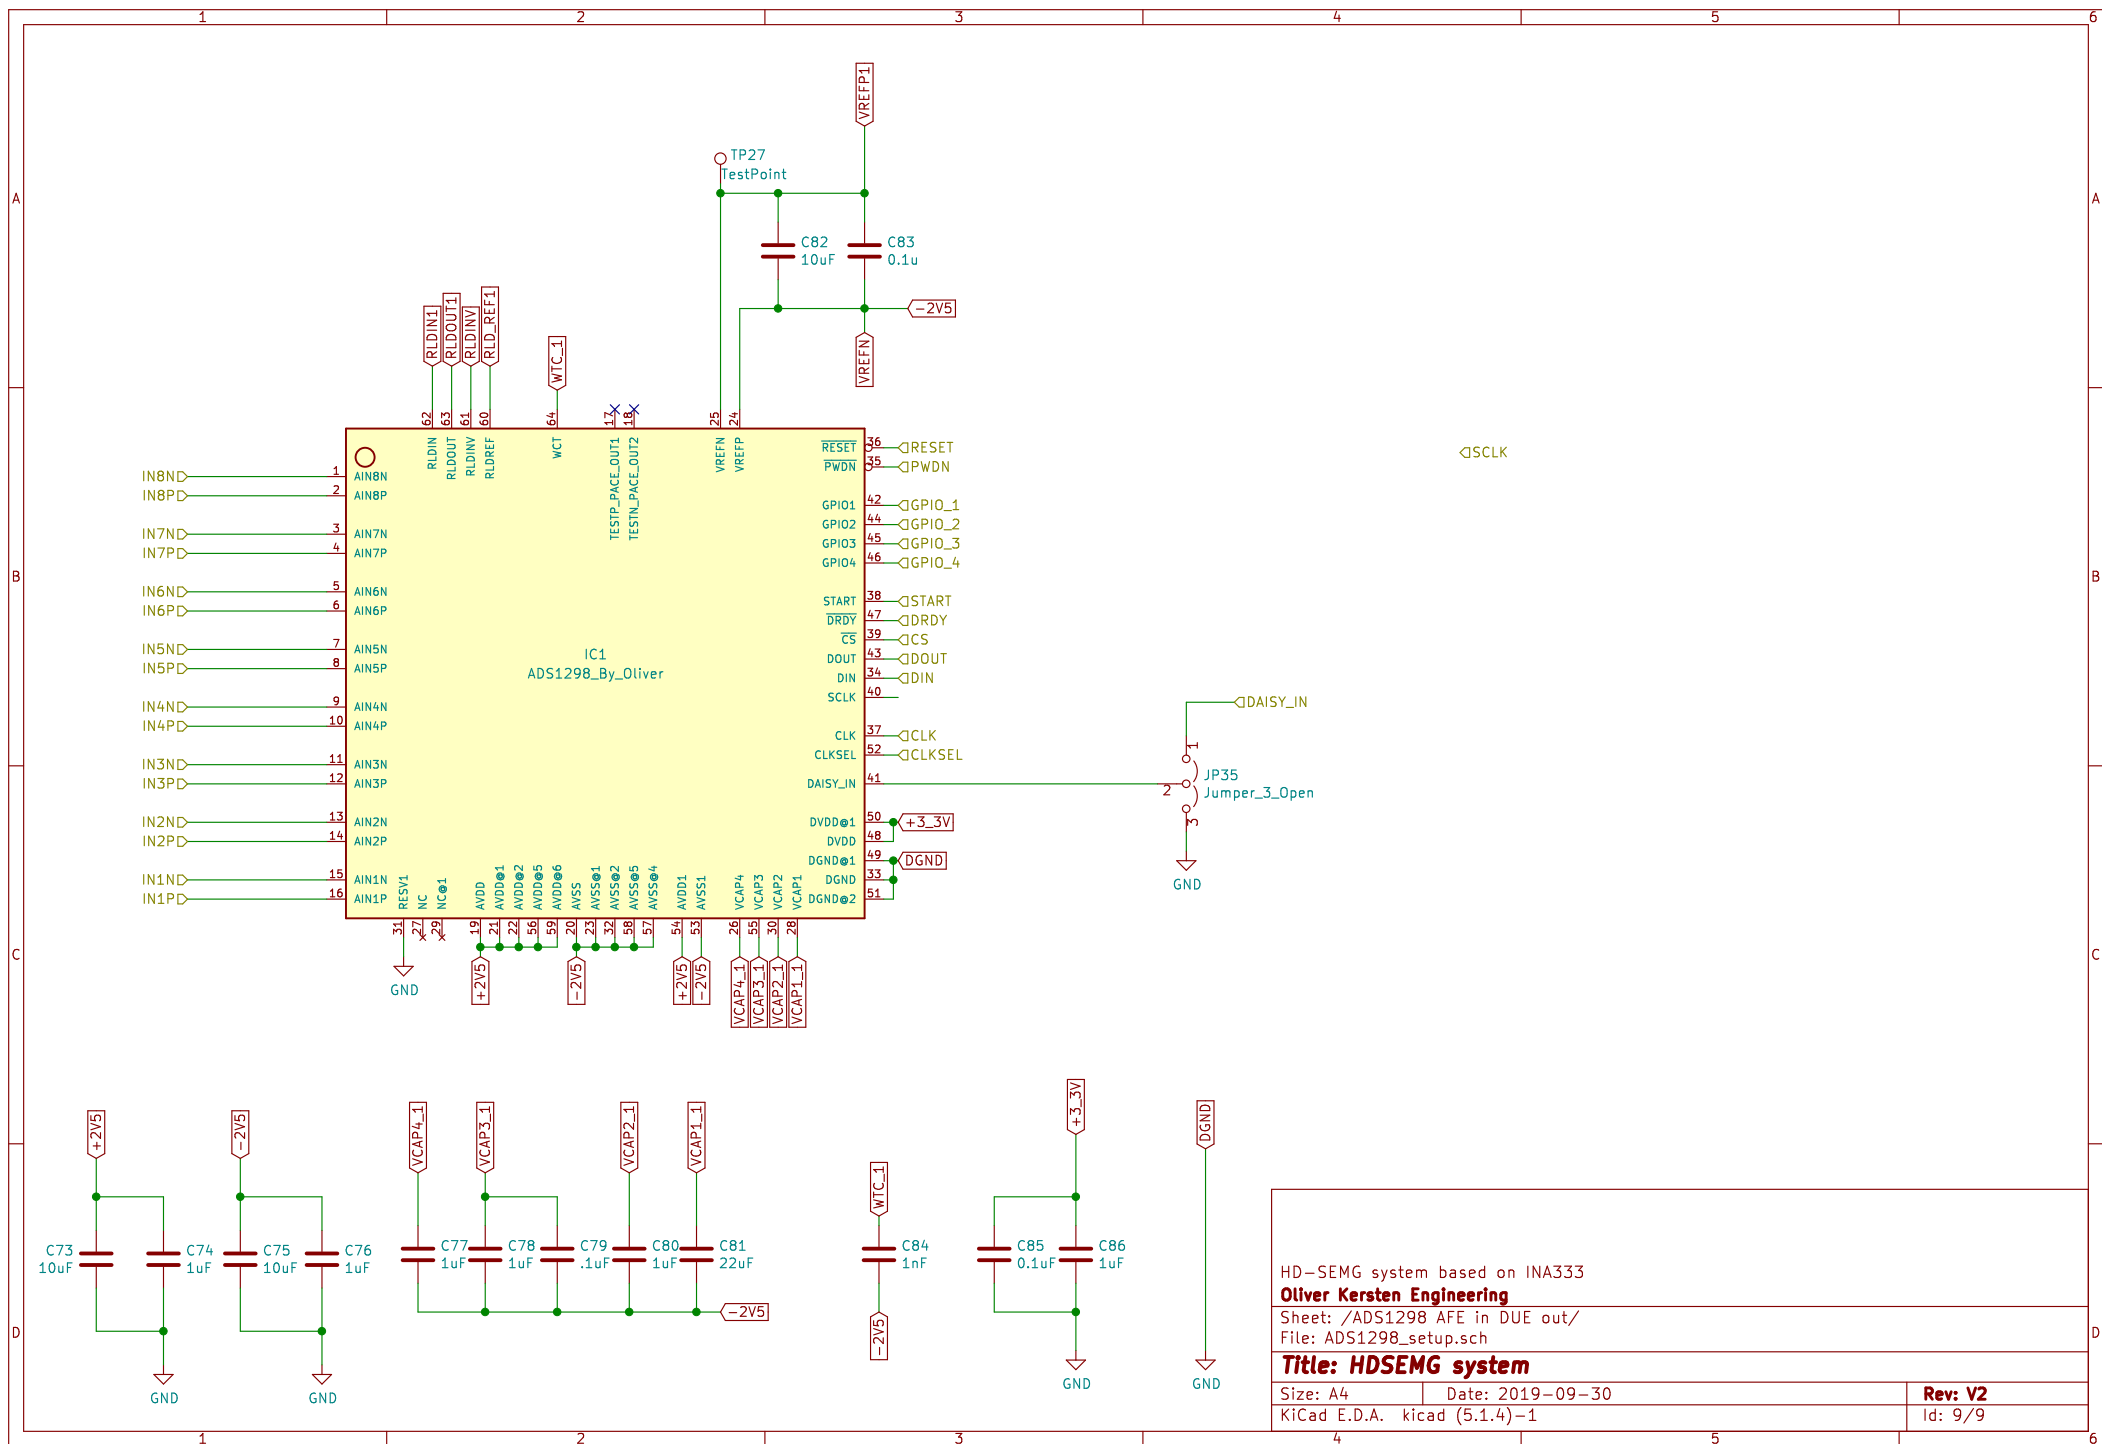 1 2 3 4 5 6
A A
B B
C C
D D
VREFP1
TP27
TestPoint
C82
10uF
C83
0.1u
-2V5
VREFN
RLDIN1
RLDOUT1
RLDINV
RLD_REF1
WTC_1
62 63 61 60 64 17 18 25 24
RLDIN
RLDOUT
RLDINV
RLDREF
WCT
TESTP_PACE_OUT1
TESTN_PACE_OUT2
VREFN
VREFP
IN8N 1 AIN8N
IN8P 2 AIN8P
IN7N 3 AIN7N
IN7P 4 AIN7P
IN6N 5 AIN6N
IN6P 6 AIN6P
IN5N 7 AIN5N
IN5P 8 AIN5P
IN4N 9 AIN4N
IN4P 10 AIN4P
IN3N 11 AIN3N
IN3P 12 AIN3P
IN2N 13 AIN2N
IN2P 14 AIN2P
IN1N 15 AIN1N
IN1P 16 AIN1P
IC1
ADS1298_By_Oliver
RESET 36 RESET
PWDN 35 PWDN
GPIO1 42 GPIO_1
GPIO2 44 GPIO_2
GPIO3 45 GPIO_3
GPIO4 46 GPIO_4
START 38 START
DRDY 47 DRDY
CS 39 CS
DOUT 43 DOUT
DIN 34 DIN
SCLK 40
CLK 37 CLK
CLKSEL 52 CLKSEL
DAISY_IN 41
DVDD@1 50 +3_3V
DVDD 48
DGND@1 49 DGND
DGND 33
DGND@2 51
SCLK
DAISY_IN
1
2
3
JP35
Jumper_3_Open
GND
RESV1
NC
NC@1
AVDD
AVDD@1
AVDD@2
AVDD@5
AVDD@6
AVSS
AVSS@1
AVSS@2
AVSS@5
AVSS@4
AVDD1
AVSS1
VCAP4
VCAP3
VCAP2
VCAP1
31 27 29 19 21 22 56 59 20 23 32 58 57 54 53 26 55 30 28
GND
+2V5
-2V5
+2V5
-2V5
VCAP4_1
VCAP3_1
VCAP2_1
VCAP1_1
+2V5
C73
10uF
C74
1uF
GND
-2V5
C75
10uF
C76
1uF
GND
VCAP4_1
VCAP3_1
VCAP2_1
VCAP1_1
C77
1uF
C78
1uF
C79
.1uF
C80
1uF
C81
22uF
-2V5
WTC_1
C84
1nF
-2V5
+3_3V
C85
0.1uF
C86
1uF
GND
DGND
GND
HD-SEMG system based on INA333
Oliver Kersten Engineering
Sheet: /ADS1298 AFE in DUE out/
File: ADS1298_setup.sch
Title: HDSEMG system
Size: A4 Date: 2019-09-30 Rev: V2
KiCad E.D.A. kicad (5.1.4)-1 Id: 9/9
1 2 3 4 5 6